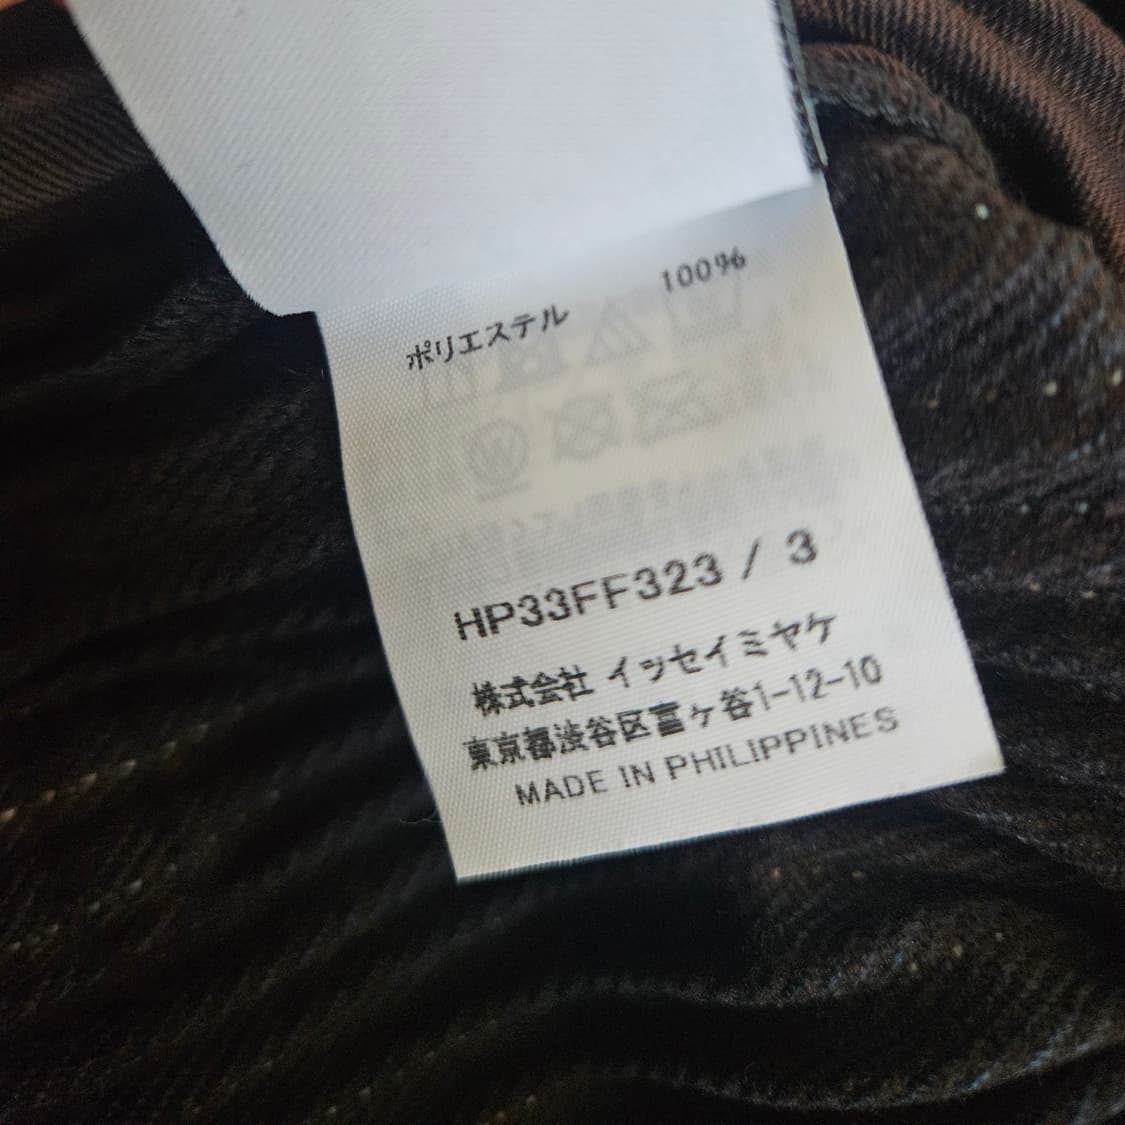 ポリエステル 100%
HP33FF323 / 3
株式会社 イッセイミヤケ
東京都渋谷区富ヶ谷1-12-10
MADE IN PHILIPPINES